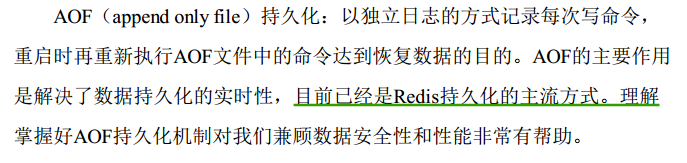 AOF（append only file）持久化：以独立日志的方式记录每次写命令，
重启时再重新执行AOF文件中的命令达到恢复数据的目的。AOF的主要作用
是解决了数据持久化的实时性，目前已经是Redis持久化的主流方式。理解
掌握好AOF持久化机制对我们兼顾数据安全性和性能非常有帮助。